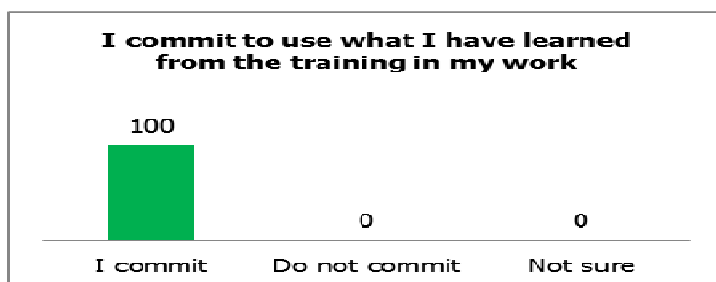 I commit to use what I have learned
from the training in my work
100
0
0
I commit
Do not commit
Not sure